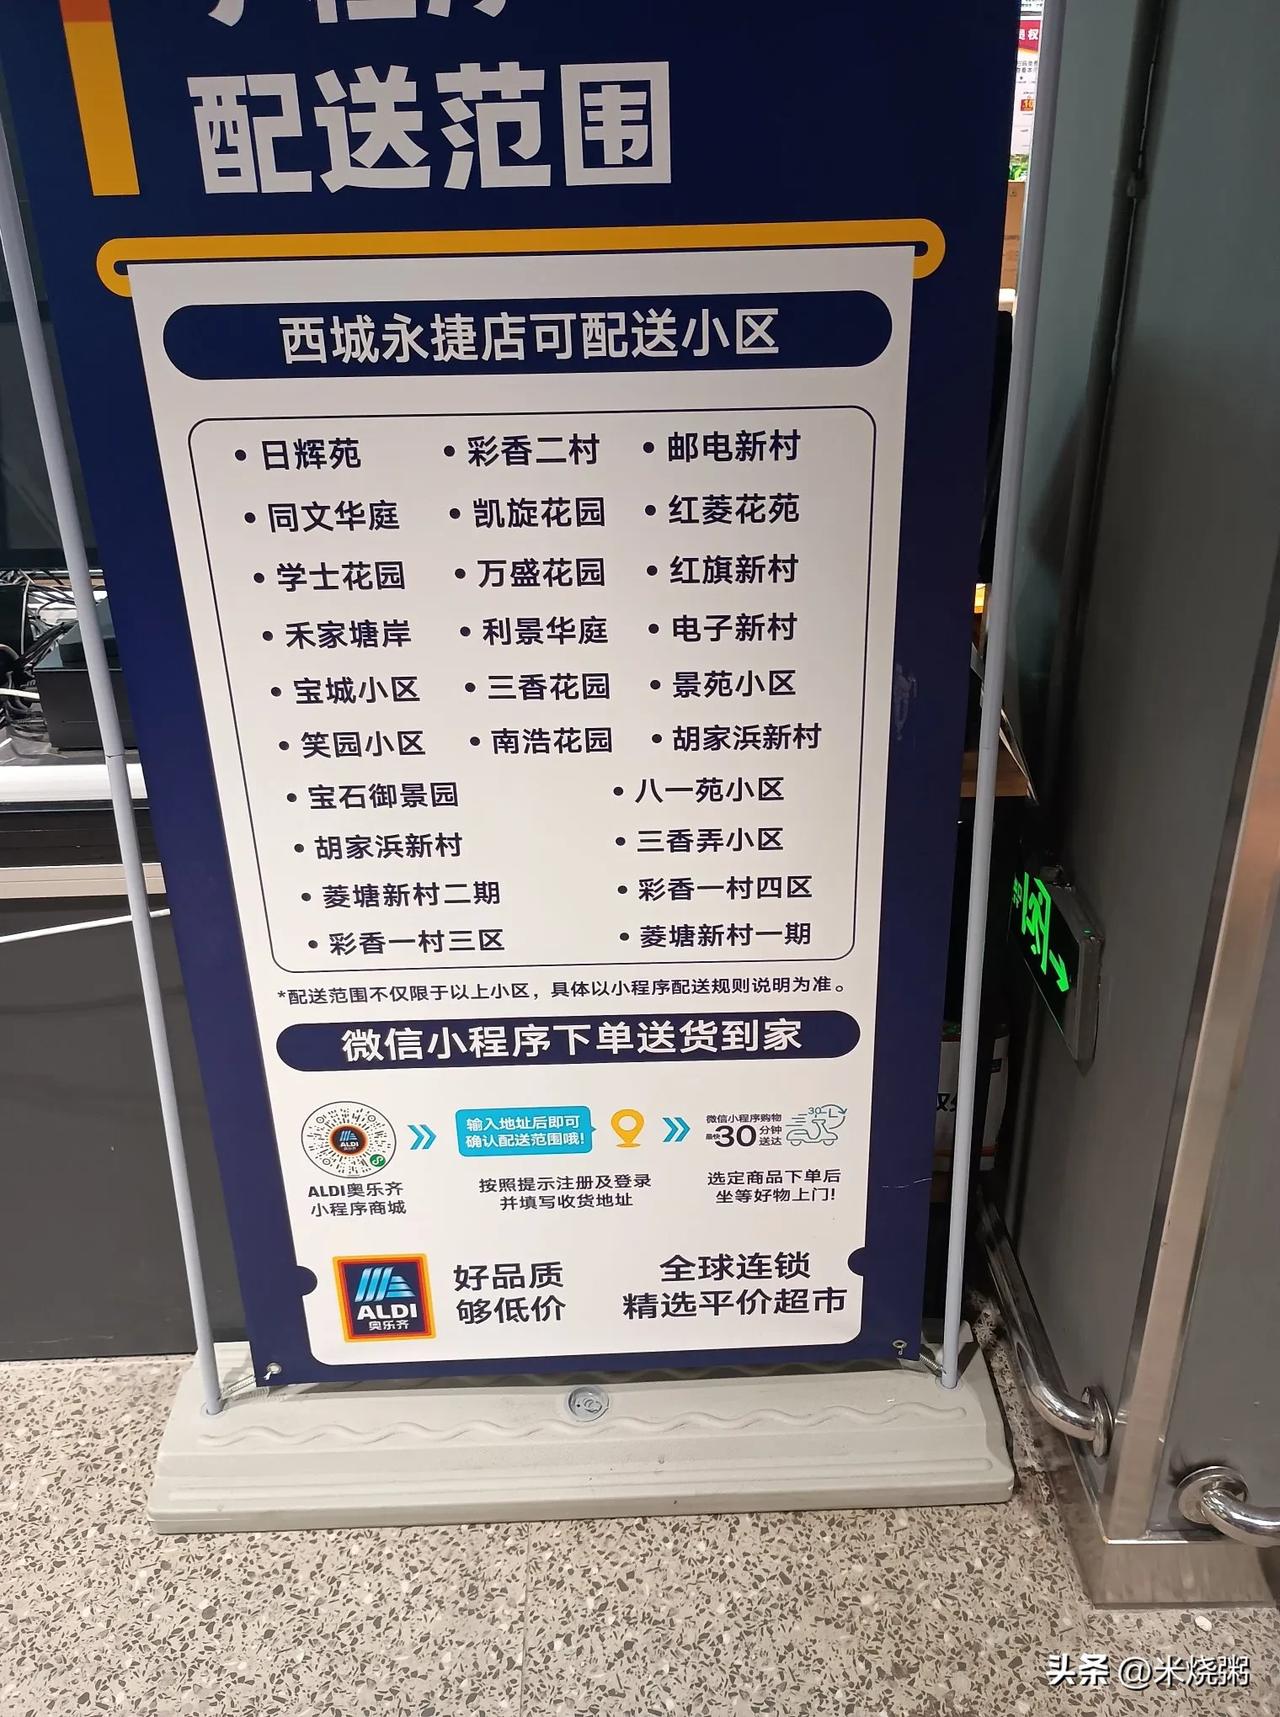 小程序
配送范围
西城永捷店可配送小区
• 日辉苑 • 彩香二村 • 邮电新村
• 同文华庭 • 凯旋花园 • 红菱花苑
• 学士花园 • 万盛花园 • 红旗新村
• 禾家塘岸 • 利景华庭 • 电子新村
• 宝城小区 • 三香花园 • 景苑小区
• 笑园小区 • 南浩花园 • 胡家浜新村
• 宝石御景园 • 八一苑小区
• 胡家浜新村 • 三香弄小区
• 菱塘新村二期 • 彩香一村四区
• 彩香一村三区 • 菱塘新村一期
*配送范围不仅限于以上小区，具体以小程序配送规则说明为准。
微信小程序下单送货到家
ALDI
奥乐齐
ALDI奥乐齐
小程序商城
输入地址后即可
确认配送范围哦!
按照提示注册及登录
并填写收货地址
微信小程序购物
最快30分钟送达
30
选定商品下单后
坐等好物上门!
ALDI
奥乐齐
好品质
够低价
全球连锁
精选平价超市
头条 @米烧粥